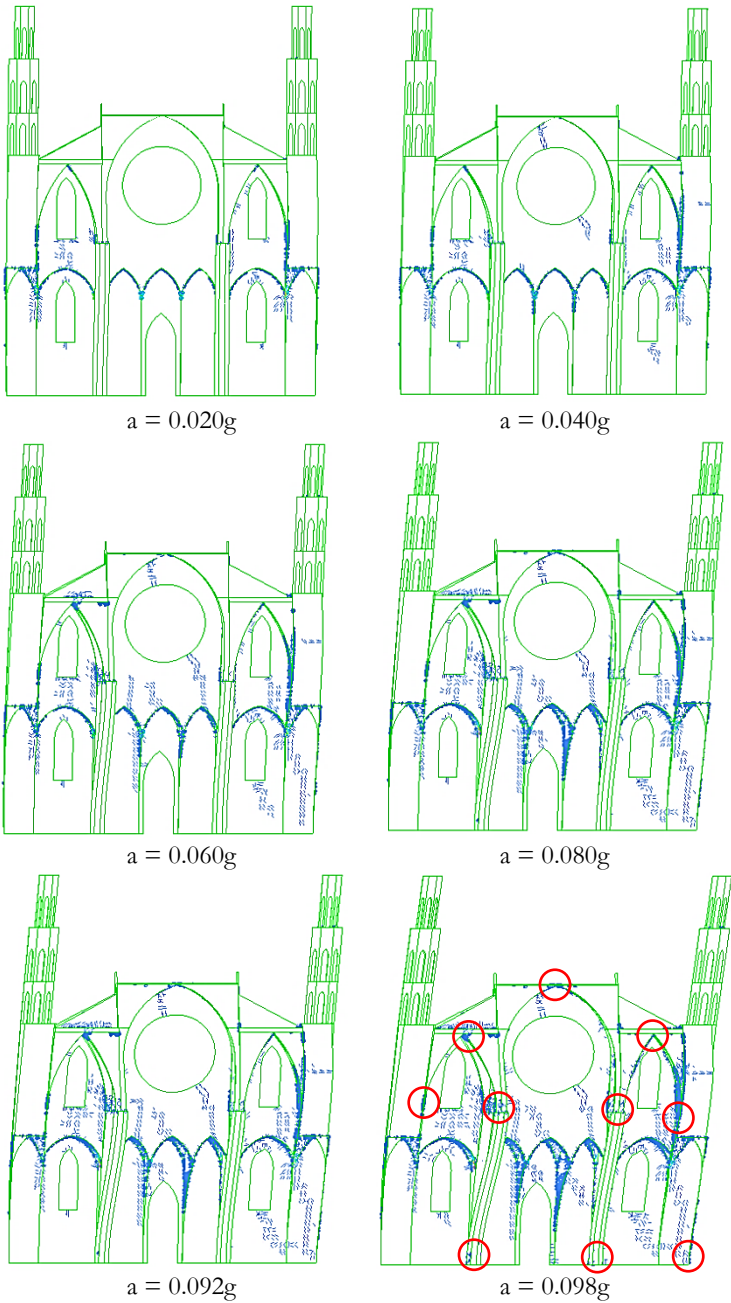 a = 0.020g
a = 0.040g
a = 0.060g
a = 0.080g
a = 0.092g
a = 0.098g